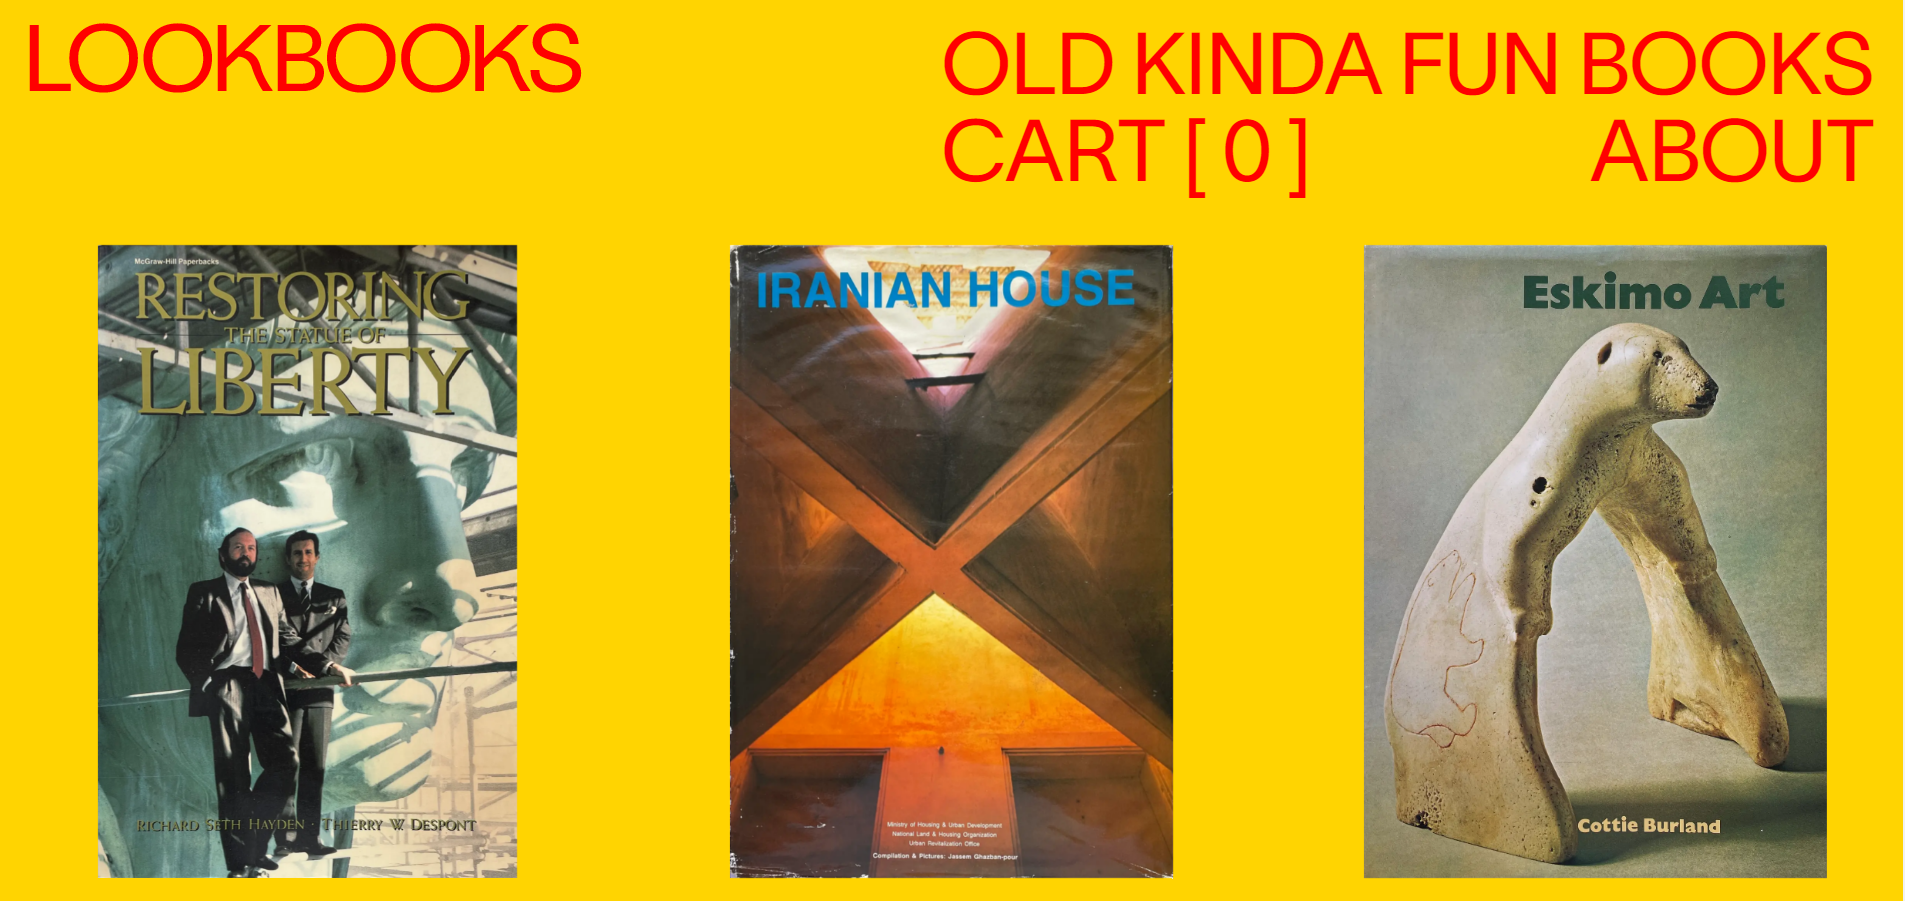 LOOKBOOKS
OLD KINDA FUN BOOKS
CART [ 0 ]
ABOUT
McGraw-Hill Paperbacks
RESTORING
THE STATUE OF
LIBERTY
RICHARD SETH HAYDEN · THIERRY W. DESPONT
IRANIAN HOUSE
Ministry of Housing & Urban Development
National Land & Housing Organization
Urban Revitalization Office
Compilation & Pictures: Jassem Ghazban-pour
Eskimo Art
Cottie Burland